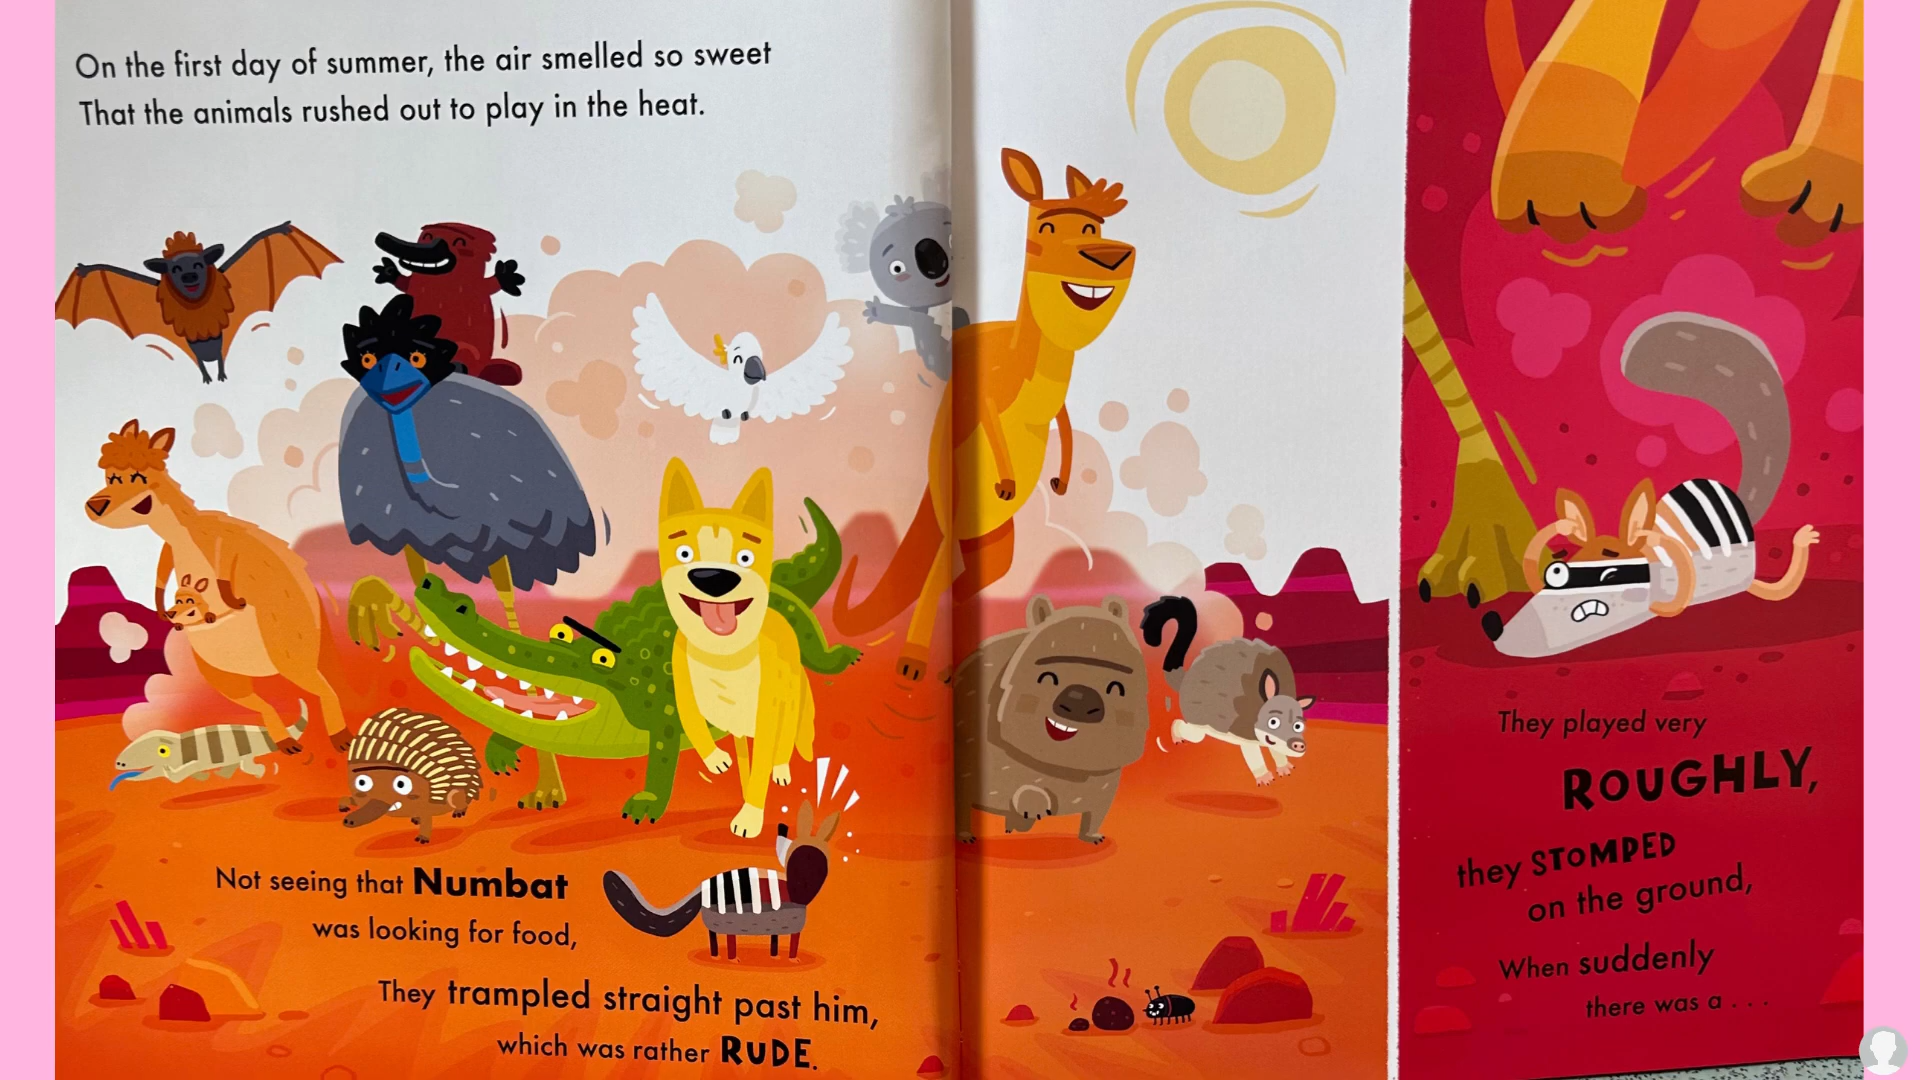 On the first day of summer, the air smelled so sweet
That the animals rushed out to play in the heat.
Not seeing that Numbat
was looking for food,
They trampled straight past him,
which was rather RUDE.
They played very
ROUGHLY,
they STOMPED
on the ground,
When suddenly
there was a . . .